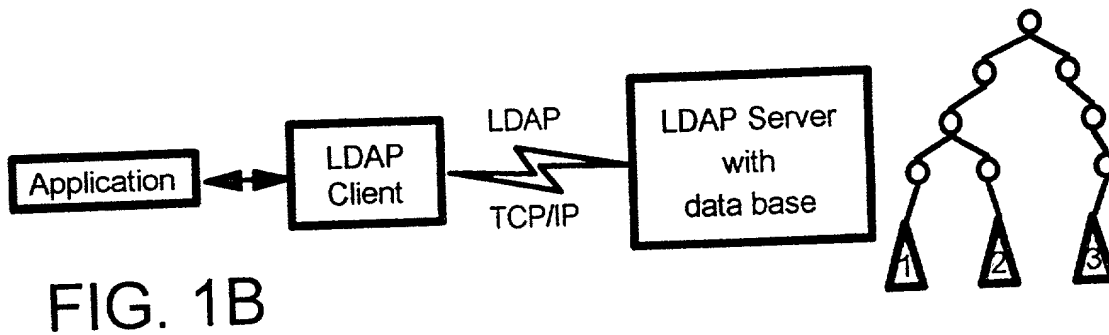 Application
LDAP
Client
LDAP
TCP/IP
LDAP Server
with
data base
1
2
3
FIG. 1B